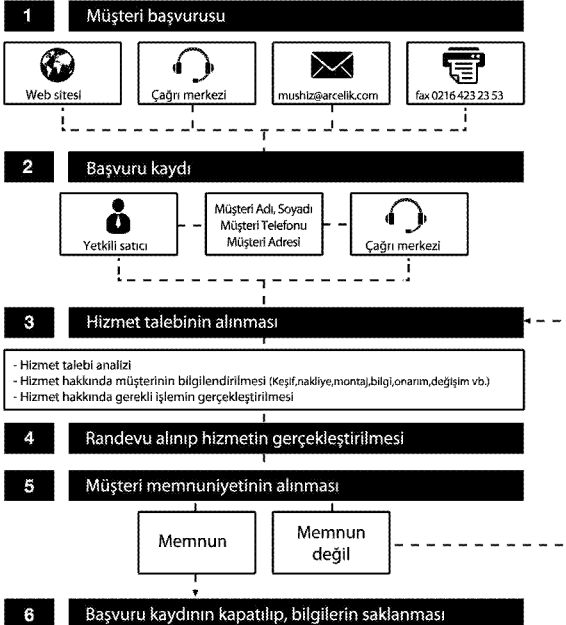 1 Müşteri başvurusu
Web sitesi
Çağrı merkezi
mushiz@arcelik.com
fax 0216 423 23 53
2 Başvuru kaydı
Yetkili satıcı
Müşteri Adı, Soyadı
Müşteri Telefonu
Müşteri Adresi
Çağrı merkezi
3 Hizmet talebinin alınması
- Hizmet talebi analizi
- Hizmet hakkında müşterinin bilgilendirilmesi (Keşif,nakliye,montaj,bilgi,onarım,değişim vb.)
- Hizmet hakkında gerekli işlemin gerçekleştirilmesi
4 Randevu alınıp hizmetin gerçekleştirilmesi
5 Müşteri memnuniyetinin alınması
Memnun
Memnun
değil
6 Başvuru kaydının kapatılıp, bilgilerin saklanması